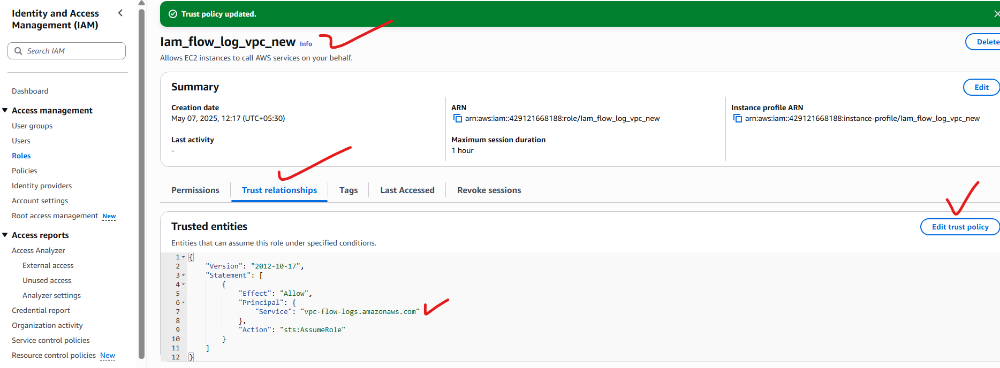 Identity and Access
Management (IAM)
Search IAM
Dashboard
Access management
User groups
Users
Roles
Policies
Identity providers
Account settings
Root access management New
Access reports
Access Analyzer
External access
Unused access
Analyzer settings
Credential report
Organization activity
Service control policies
Resource control policies New
Trust policy updated.
Iam_flow_log_vpc_new Info
Delete
Allows EC2 instances to call AWS services on your behalf.
Summary
Edit
Creation date
May 07, 2025, 12:17 (UTC+05:30)
Last activity
-
ARN
arn:aws:iam::429121668188:role/Iam_flow_log_vpc_new
Maximum session duration
1 hour
Instance profile ARN
arn:aws:iam::429121668188:instance-profile/Iam_flow_log_vpc_new
Permissions Trust relationships Tags Last Accessed Revoke sessions
Trusted entities
Edit trust policy
Entities that can assume this role under specified conditions.
1 {
2 "Version": "2012-10-17",
3 "Statement": [
4 {
5 "Effect": "Allow",
6 "Principal": {
7 "Service": "vpc-flow-logs.amazonaws.com"
8 },
9 "Action": "sts:AssumeRole"
10 }
11 ]
12 }